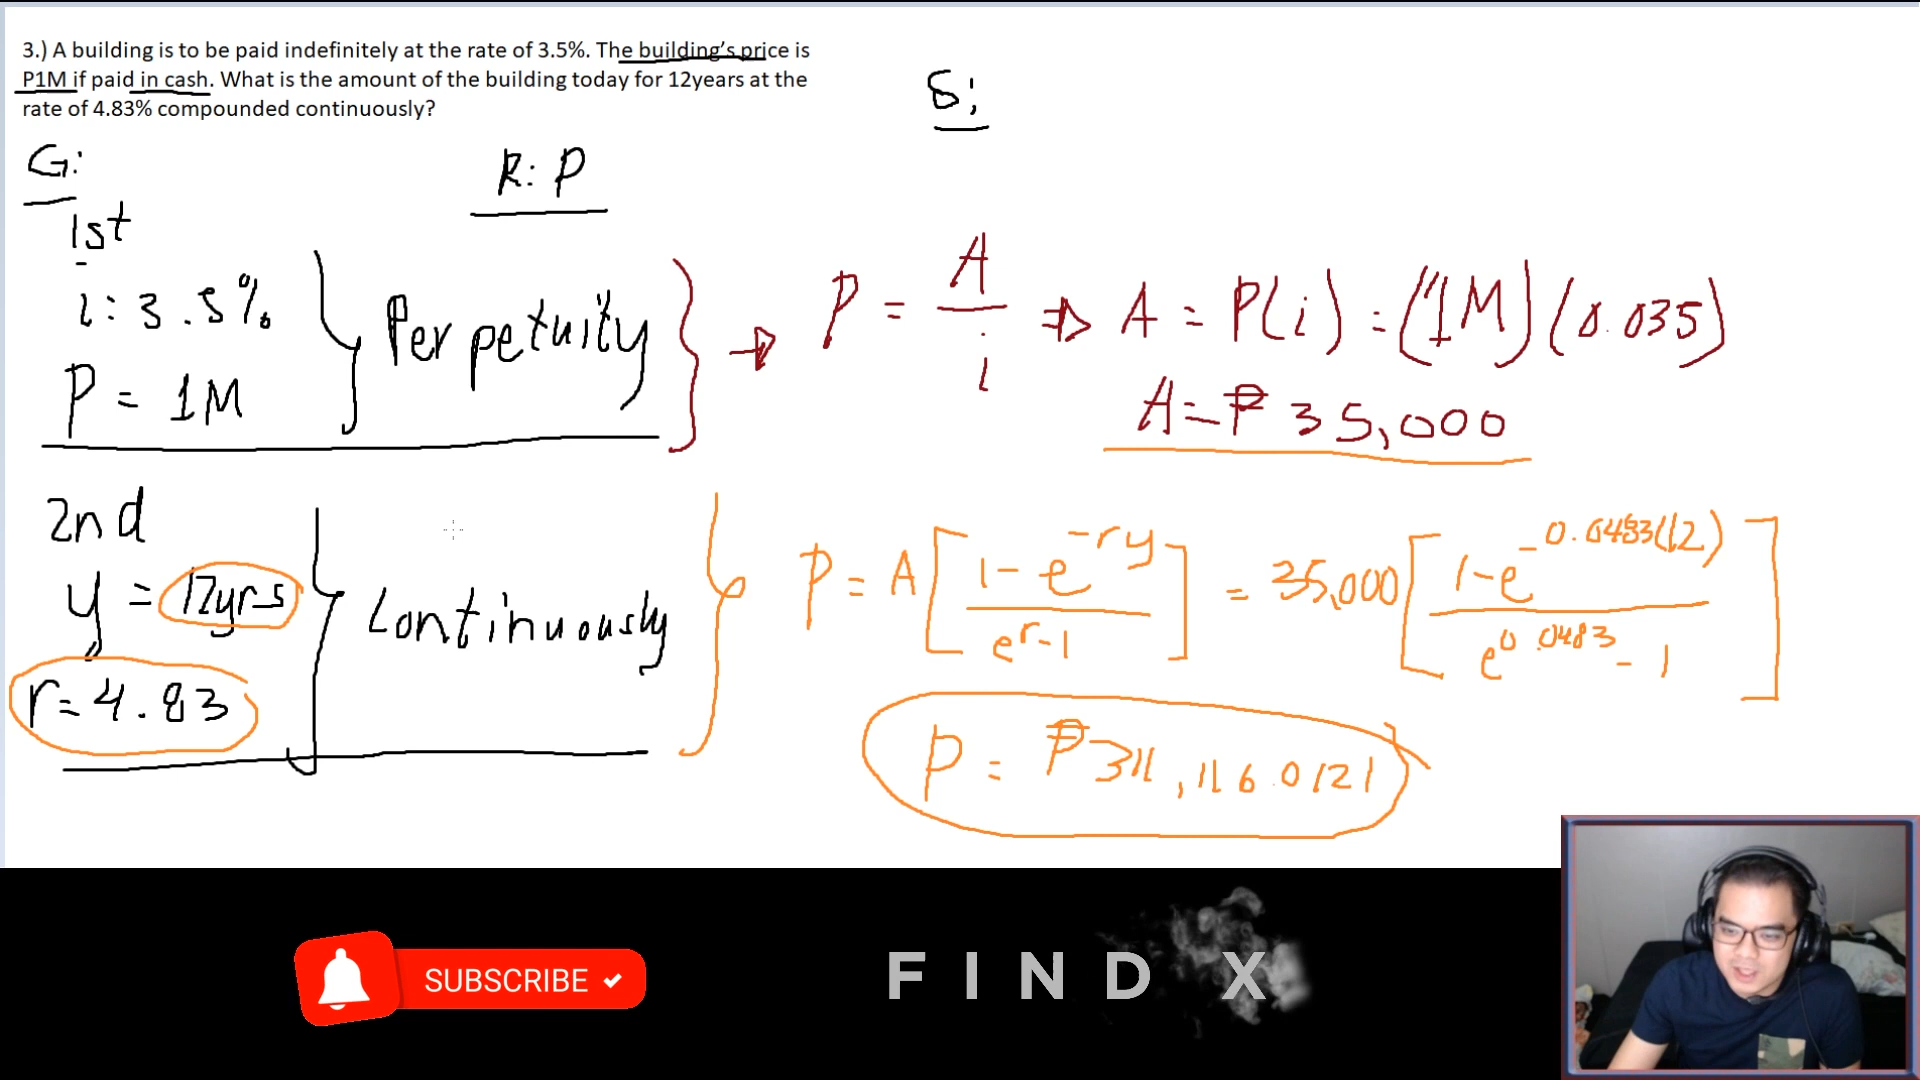 3.) A building is to be paid indefinitely at the rate of 3.5%. The building's price is
P1M if paid in cash. What is the amount of the building today for 12years at the
rate of 4.83% compounded continuously?
S:
G:
R: P
1st
i: 3.5%
P = 1M
Perpetuity
P = A / i ⇒ A = P(i) = (1M)(0.035)
A = ₱35,000
2nd
y = 12yrs
r = 4.83
Continuously
P = A [ 1 - e^-ry / e^r - 1 ] = 35,000 [ 1 - e^-0.0483(12) / e^0.0483 - 1 ]
P = ₱311,116.0121
SUBSCRIBE
FIND X